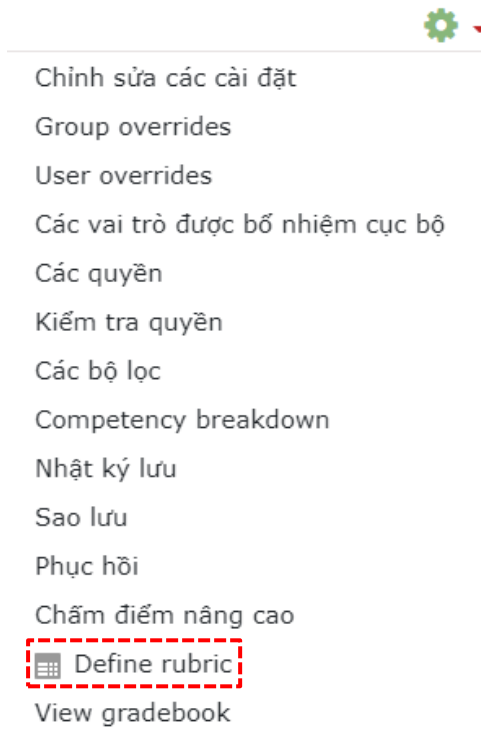 Chỉnh sửa các cài đặt
Group overrides
User overrides
Các vai trò được bổ nhiệm cục bộ
Các quyền
Kiểm tra quyền
Các bộ lọc
Competency breakdown
Nhật ký lưu
Sao lưu
Phục hồi
Chấm điểm nâng cao
Define rubric
View gradebook